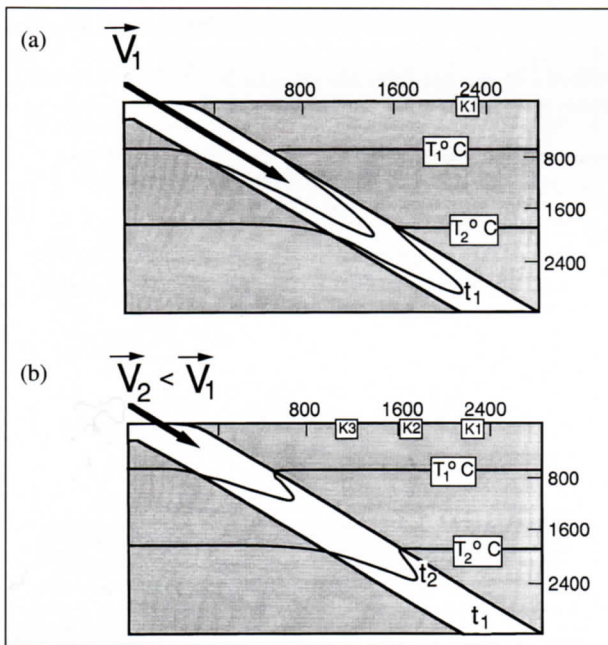 (a)
V₁
800 1600 2400
K1
T₁° C
800
1600
T₂° C
2400
t₁
(b)
V₂ < V₁
800 1600 2400
K3 K2 K1
T₁° C
800
1600
T₂° C
t₂
2400
t₁